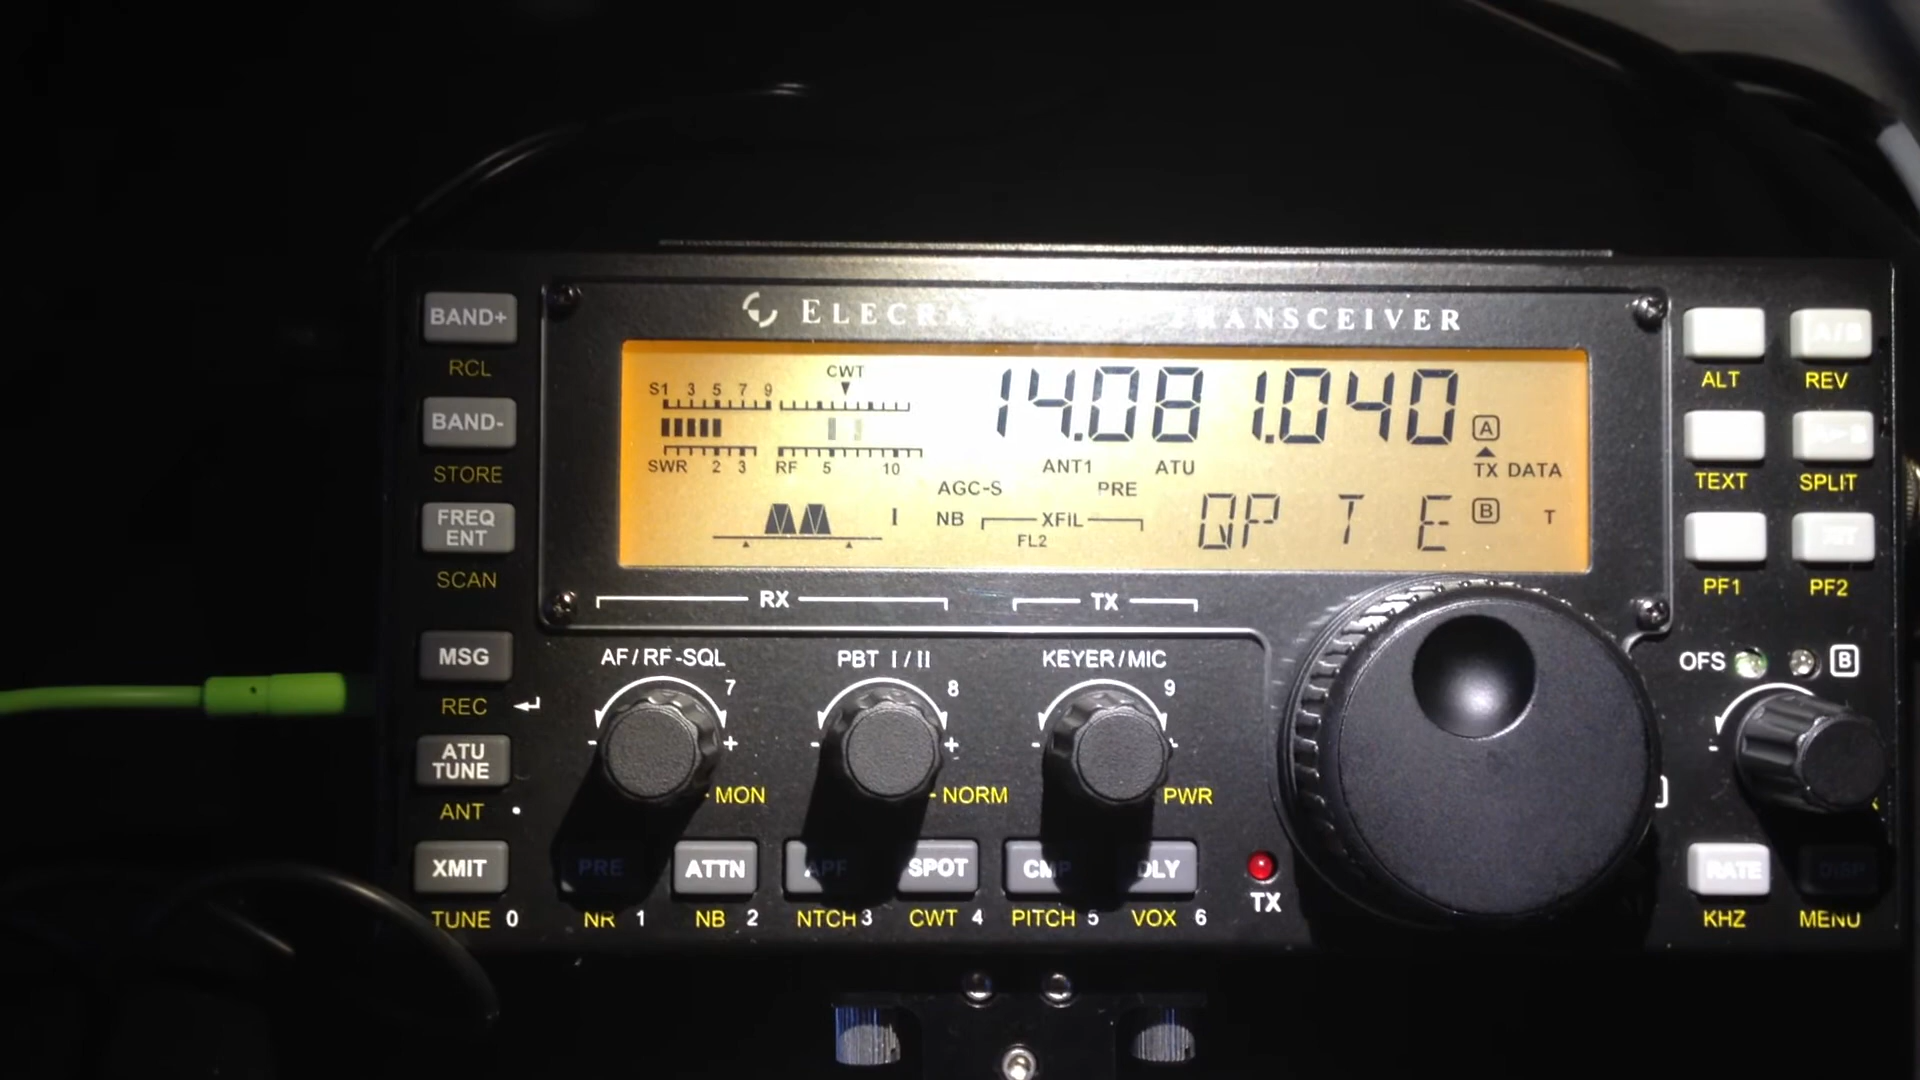 ELECRA TRANSCEIVER
BAND+
RCL
BAND-
STORE
FREQ
ENT
SCAN
MSG
REC
ATU
TUNE
ANT
XMIT
TUNE 0
S1 3 5 7 9
CWT
SWR 2 3 RF 5 10
14.081.040
A
ANT1 ATU
TX DATA
AGC-S PRE
I NB XFIL
FL2
QP T E
B T
RX
TX
AF/RF-SQL
7
- +
MON
PBT I/II
8
- +
NORM
KEYER/MIC
9
-
PWR
PRE
NR 1
ATTN
NB 2
APF
NTCH 3
SPOT
CWT 4
CMP
PITCH 5
DLY
VOX 6
TX
ALT
A/B
REV
TEXT
SPLIT
PF1
PF2
OFS
B
-
RATE
KHZ
DISP
MENU